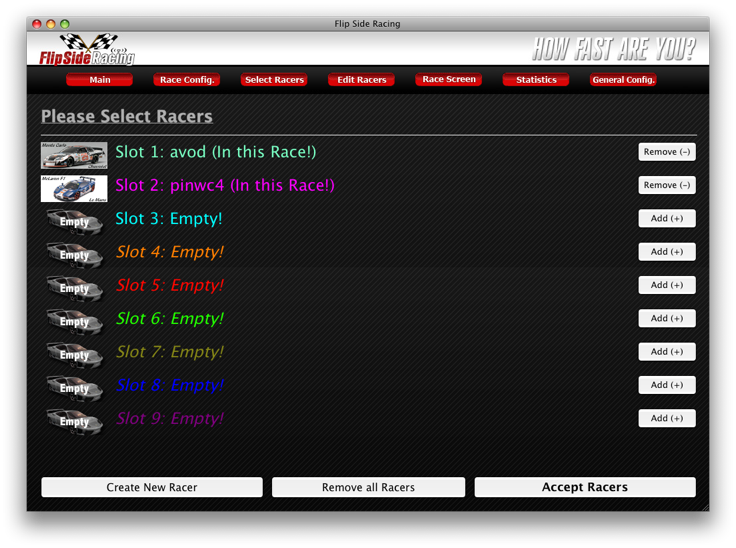 Flip Side Racing
FlipSideRacing
HOW FAST ARE YOU?
Main
Race Config.
Select Racers
Edit Racers
Race Screen
Statistics
General Config.
Please Select Racers
Monte Carlo
Slot 1: avod (In this Race!)
Remove (-)
McLaren F1
Le Mans
Slot 2: pinwc4 (In this Race!)
Remove (-)
Empty
Slot 3: Empty!
Add (+)
Empty
Slot 4: Empty!
Add (+)
Empty
Slot 5: Empty!
Add (+)
Empty
Slot 6: Empty!
Add (+)
Empty
Slot 7: Empty!
Add (+)
Empty
Slot 8: Empty!
Add (+)
Empty
Slot 9: Empty!
Add (+)
Create New Racer
Remove all Racers
Accept Racers